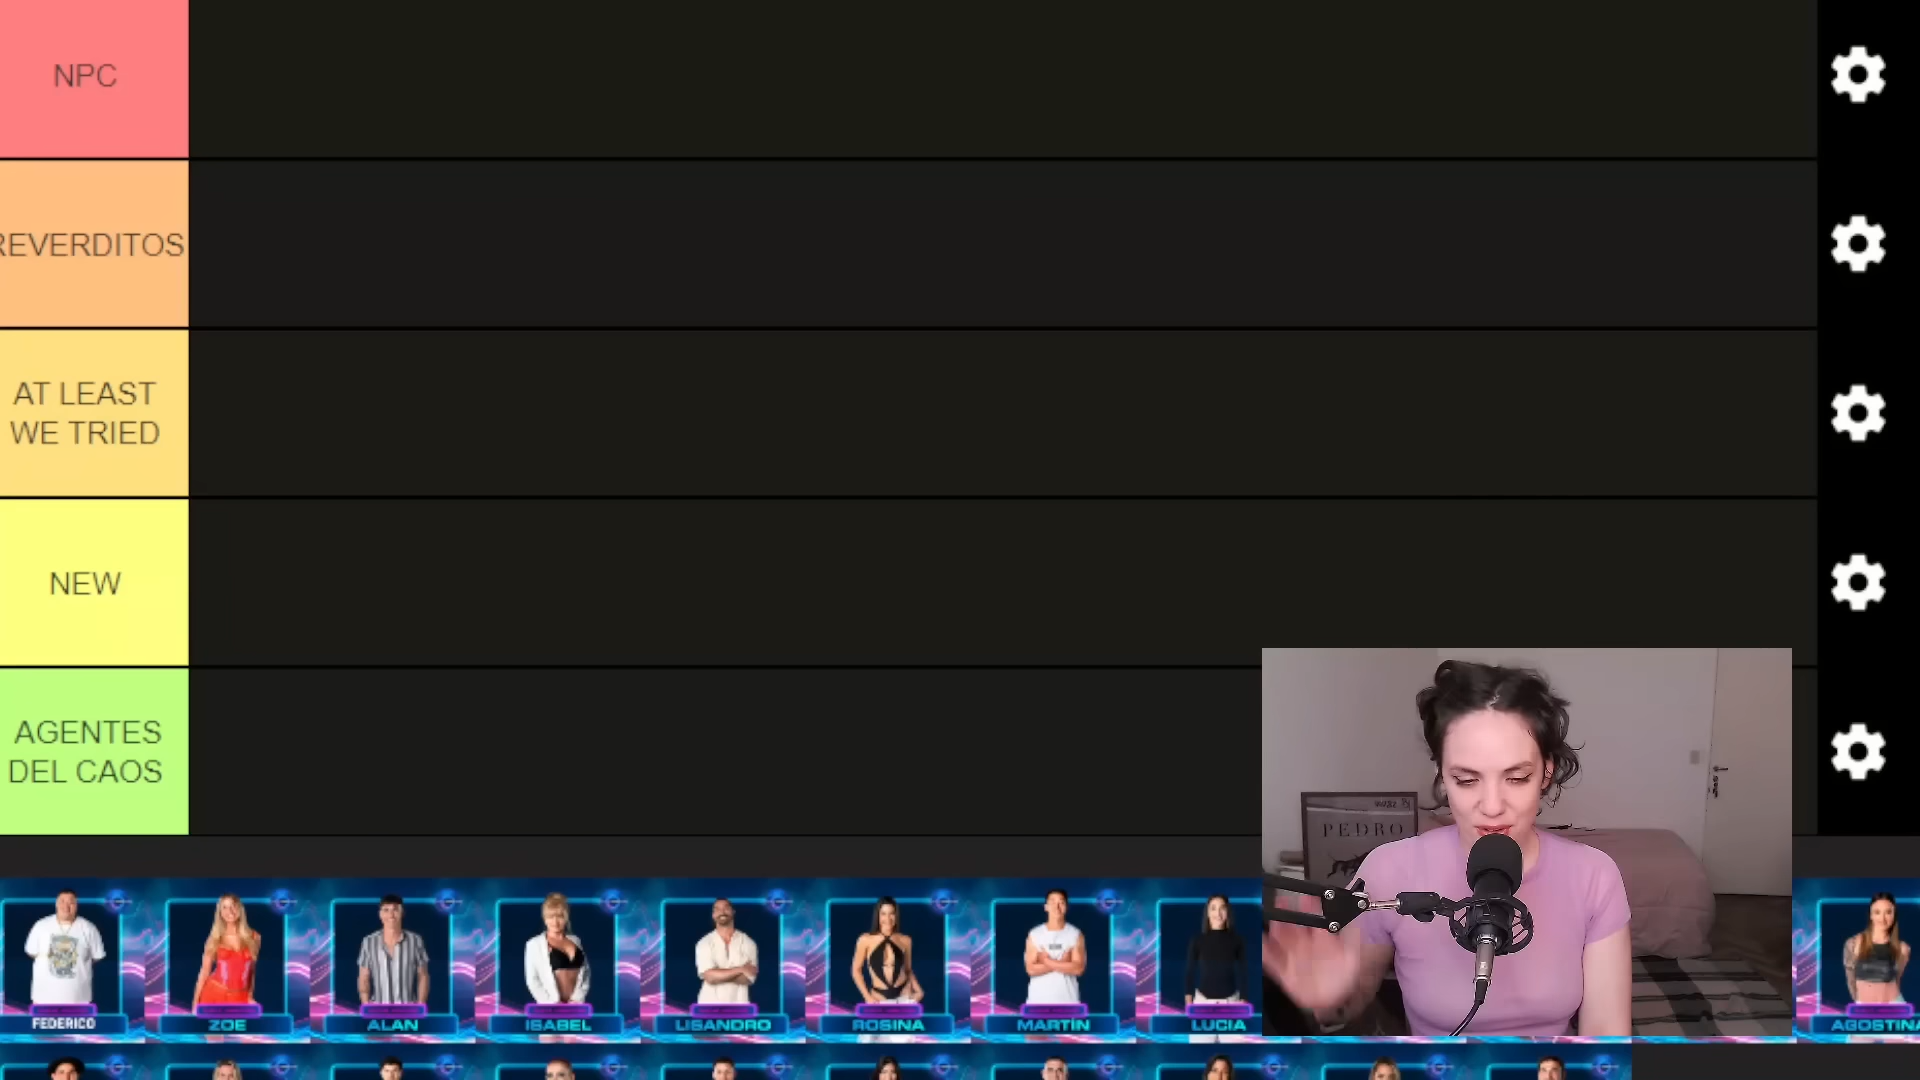 NPC
REVERDITOS
AT LEAST
WE TRIED
NEW
AGENTES
DEL CAOS
PEDRO
FEDERICO
ZOE
ALAN
ISABEL
LISANDRO
ROSINA
MARTÍN
LUCIA
AGOSTINA